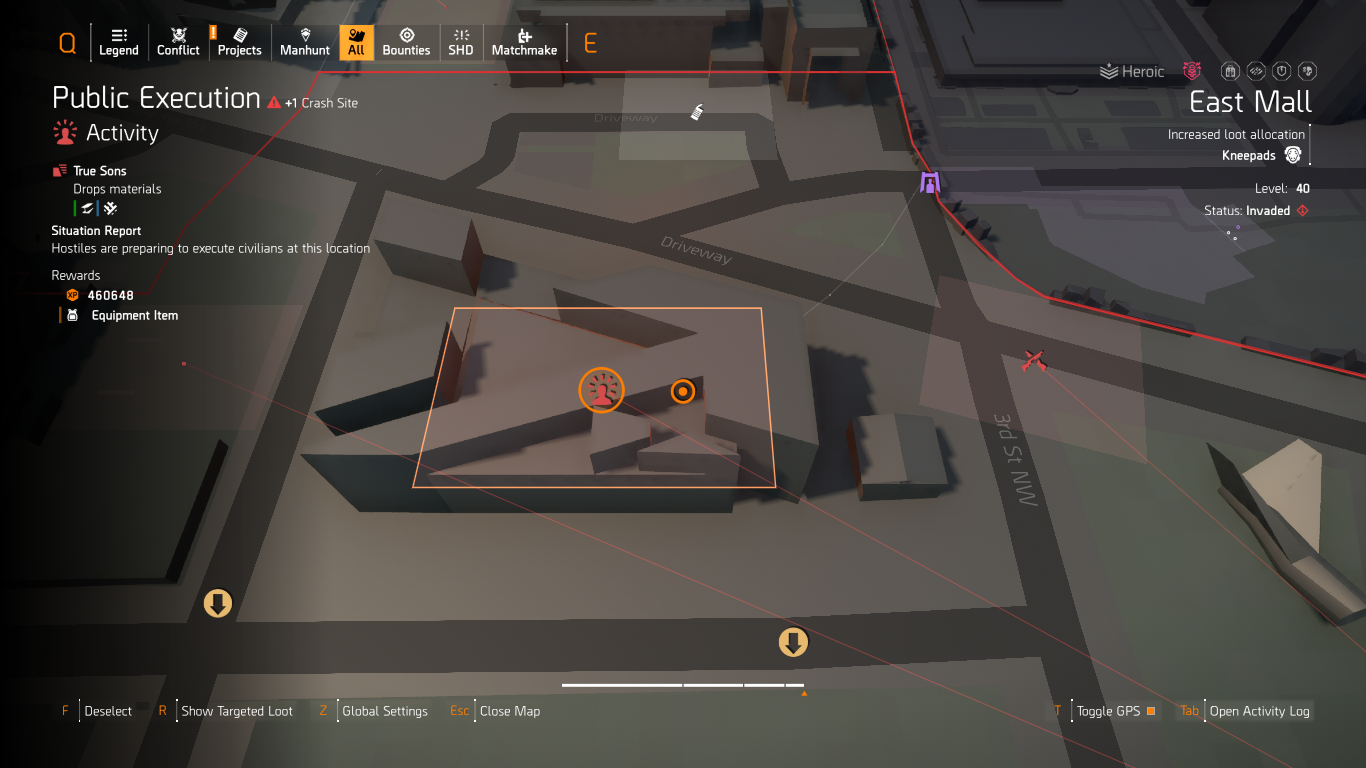 Q
Legend
Conflict
Projects
Manhunt
All
Bounties
SHD
Matchmake
E
Public Execution
+1 Crash Site
Activity
True Sons
Drops materials
Situation Report
Hostiles are preparing to execute civilians at this location
Rewards
XP 460648
Equipment Item
Heroic
East Mall
Increased loot allocation
Kneepads
Level: 40
Status: Invaded
Driveway
Driveway
3rd St NW
F Deselect
R Show Targeted Loot
Z Global Settings
Esc Close Map
T Toggle GPS
Tab Open Activity Log